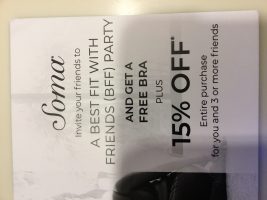 Soma
Invite your friends to
A BEST FIT WITH
FRIENDS (BFF) PARTY
AND GET A
FREE BRA
PLUS
15% OFF*
Entire purchase
for you and 3 or more friends